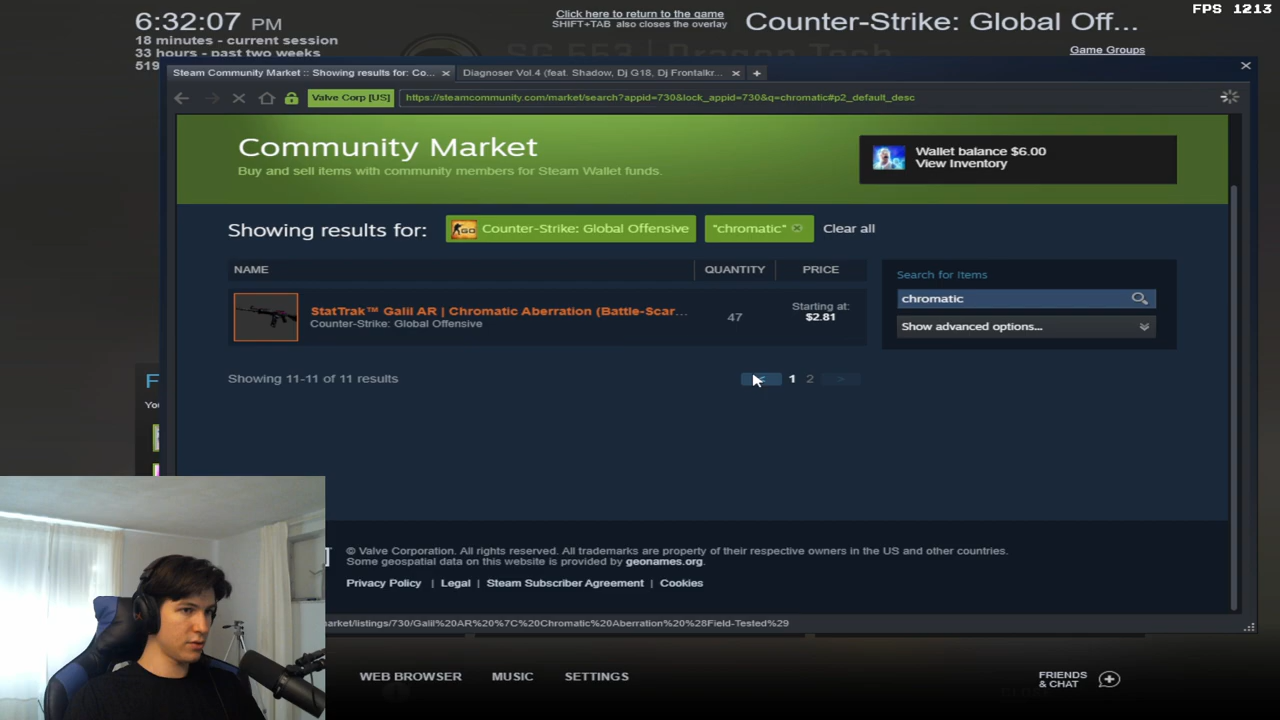 FPS 1213
6:32:07 PM
18 minutes - current session
33 hours - past two weeks
519
Click here to return to the game
SHIFT+TAB also closes the overlay
Counter-Strike: Global Off...
Game Groups
SG 553 | Dragon Tech
Steam Community Market :: Showing results for: Co...
Diagnoser Vol.4 (feat. Shadow, Dj G18, Dj Frontalkr...
Valve Corp [US]
https://steamcommunity.com/market/search?appid=730&lock_appid=730&q=chromatic#p2_default_desc
Community Market
Buy and sell items with community members for Steam Wallet funds.
Wallet balance $6.00
View Inventory
Showing results for:
Counter-Strike: Global Offensive
"chromatic"
Clear all
NAME
QUANTITY
PRICE
StatTrak™ Galil AR | Chromatic Aberration (Battle-Scar...
Counter-Strike: Global Offensive
47
Starting at:
$2.81
Search for Items
chromatic
Show advanced options...
Showing 11-11 of 11 results
1 2 >
F
You
© Valve Corporation. All rights reserved. All trademarks are property of their respective owners in the US and other countries.
Some geospatial data on this website is provided by geonames.org.
Privacy Policy | Legal | Steam Subscriber Agreement | Cookies
market/listings/730/Galil%20AR%20%7C%20Chromatic%20Aberration%20%28Field-Tested%29
WEB BROWSER
MUSIC
SETTINGS
FRIENDS
& CHAT